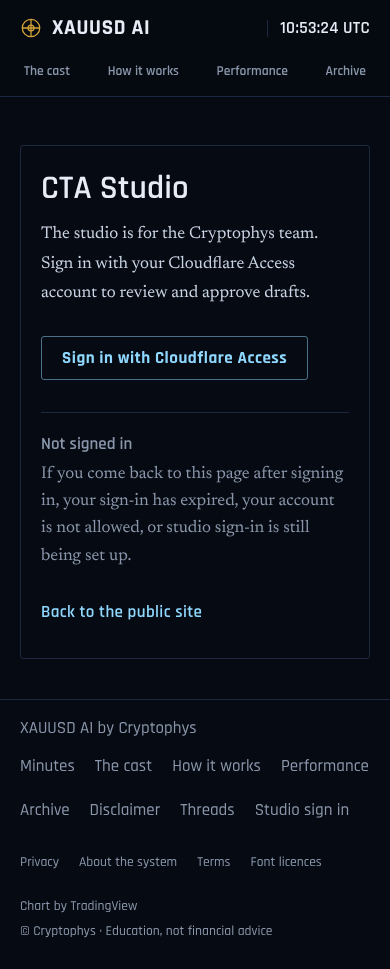 XAUUSD AI
10:53:24 UTC
The cast How it works Performance Archive
CTA Studio
The studio is for the Cryptophys team.
Sign in with your Cloudflare Access
account to review and approve drafts.
Sign in with Cloudflare Access
Not signed in
If you come back to this page after signing
in, your sign-in has expired, your account
is not allowed, or studio sign-in is still
being set up.
Back to the public site
XAUUSD AI by Cryptophys
Minutes The cast How it works Performance
Archive Disclaimer Threads Studio sign in
Privacy About the system Terms Font licences
Chart by TradingView
© Cryptophys · Education, not financial advice